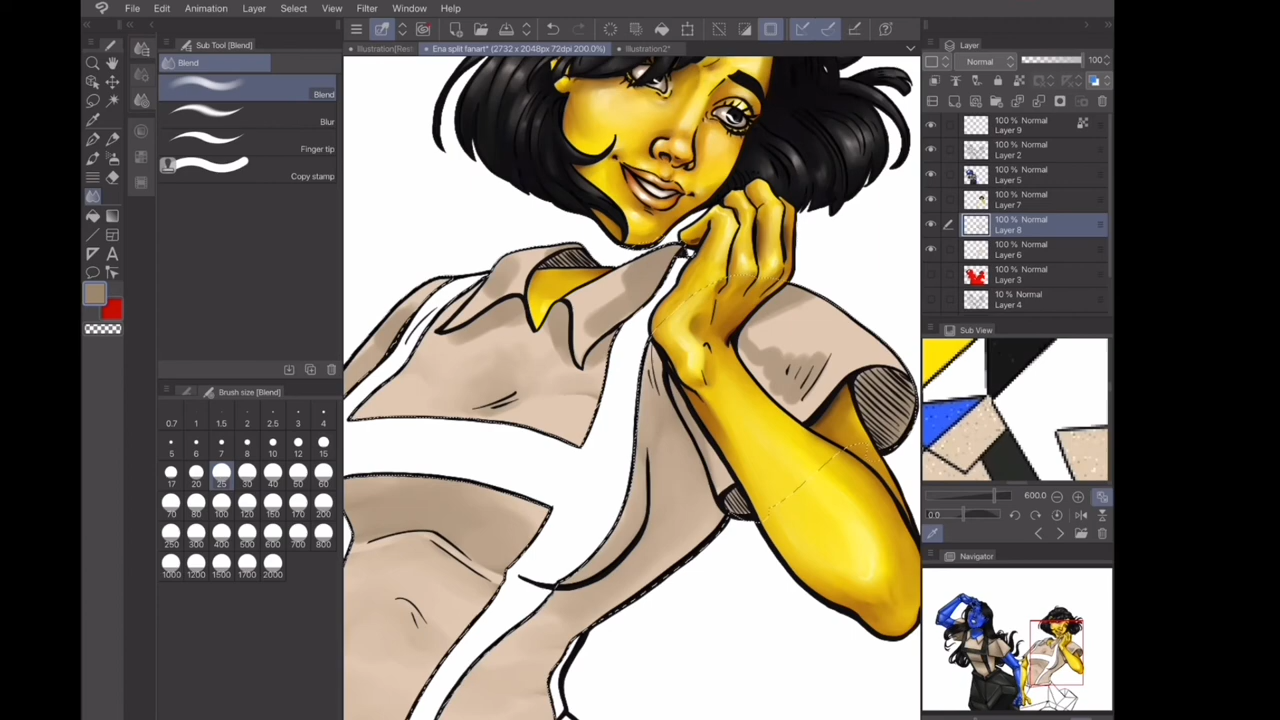 File Edit Animation Layer Select View Filter Window Help
Sub Tool [Blend]
Illustration[Res
Ena split fanart* (2732 x 2048px 72dpi 200.0%)
Illustration2*
Layer
Blend
Normal 100
Blend
Blur
Finger tip
Copy stamp
100 % Normal
Layer 9
100 % Normal
Layer 2
100 % Normal
Layer 5
100 % Normal
Layer 7
100 % Normal
Layer 8
100 % Normal
Layer 6
100 % Normal
Layer 3
10 % Normal
Layer 4
Sub View
Brush size [Blend]
0.7 1 1.5 2 2.5 3 4
5 6 7 8 10 12 15
17 20 25 30 40 50 60
70 80 100 120 150 170 200
250 300 400 500 600 700 800
1000 1200 1500 1700 2000
600.0
0.0
Navigator